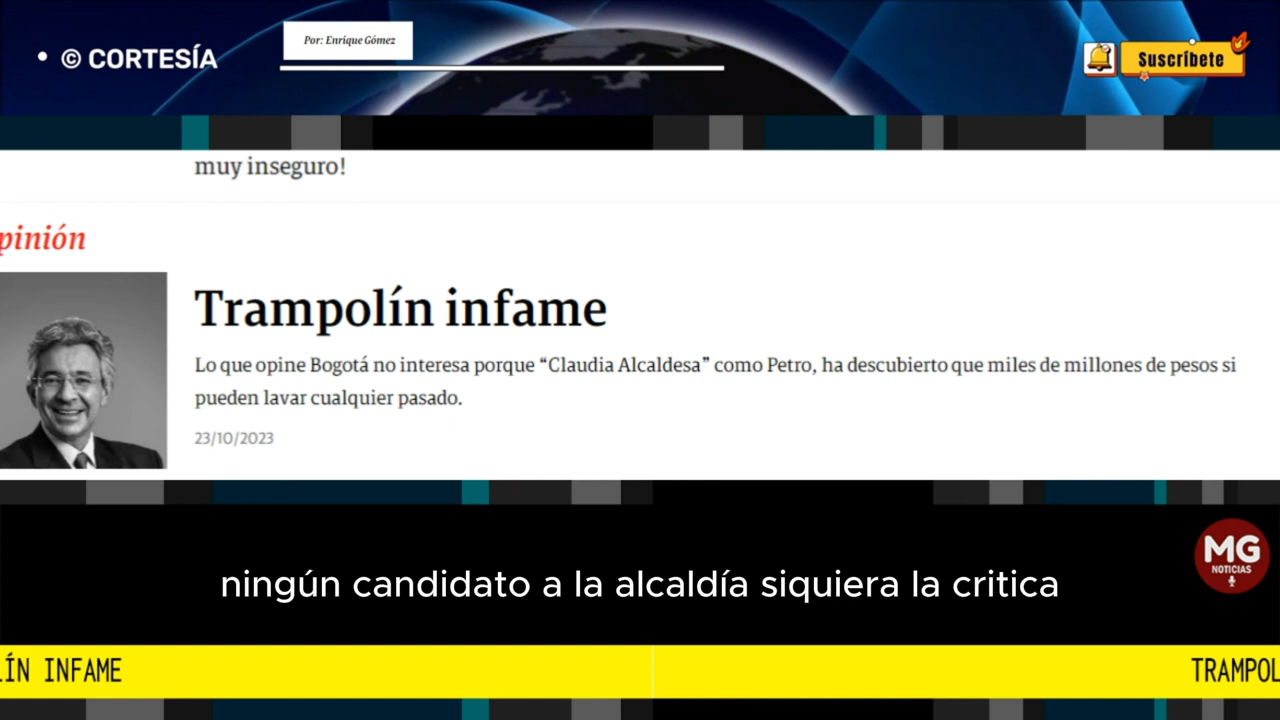 • © CORTESÍA
Por: Enrique Gómez
Suscríbete
muy inseguro!
pinión
Trampolín infame
Lo que opine Bogotá no interesa porque “Claudia Alcaldesa” como Petro, ha descubierto que miles de millones de pesos si
pueden lavar cualquier pasado.
23/10/2023
MG
NOTICIAS
ningún candidato a la alcaldía siquiera la critica
LÍN INFAME
TRAMPOL